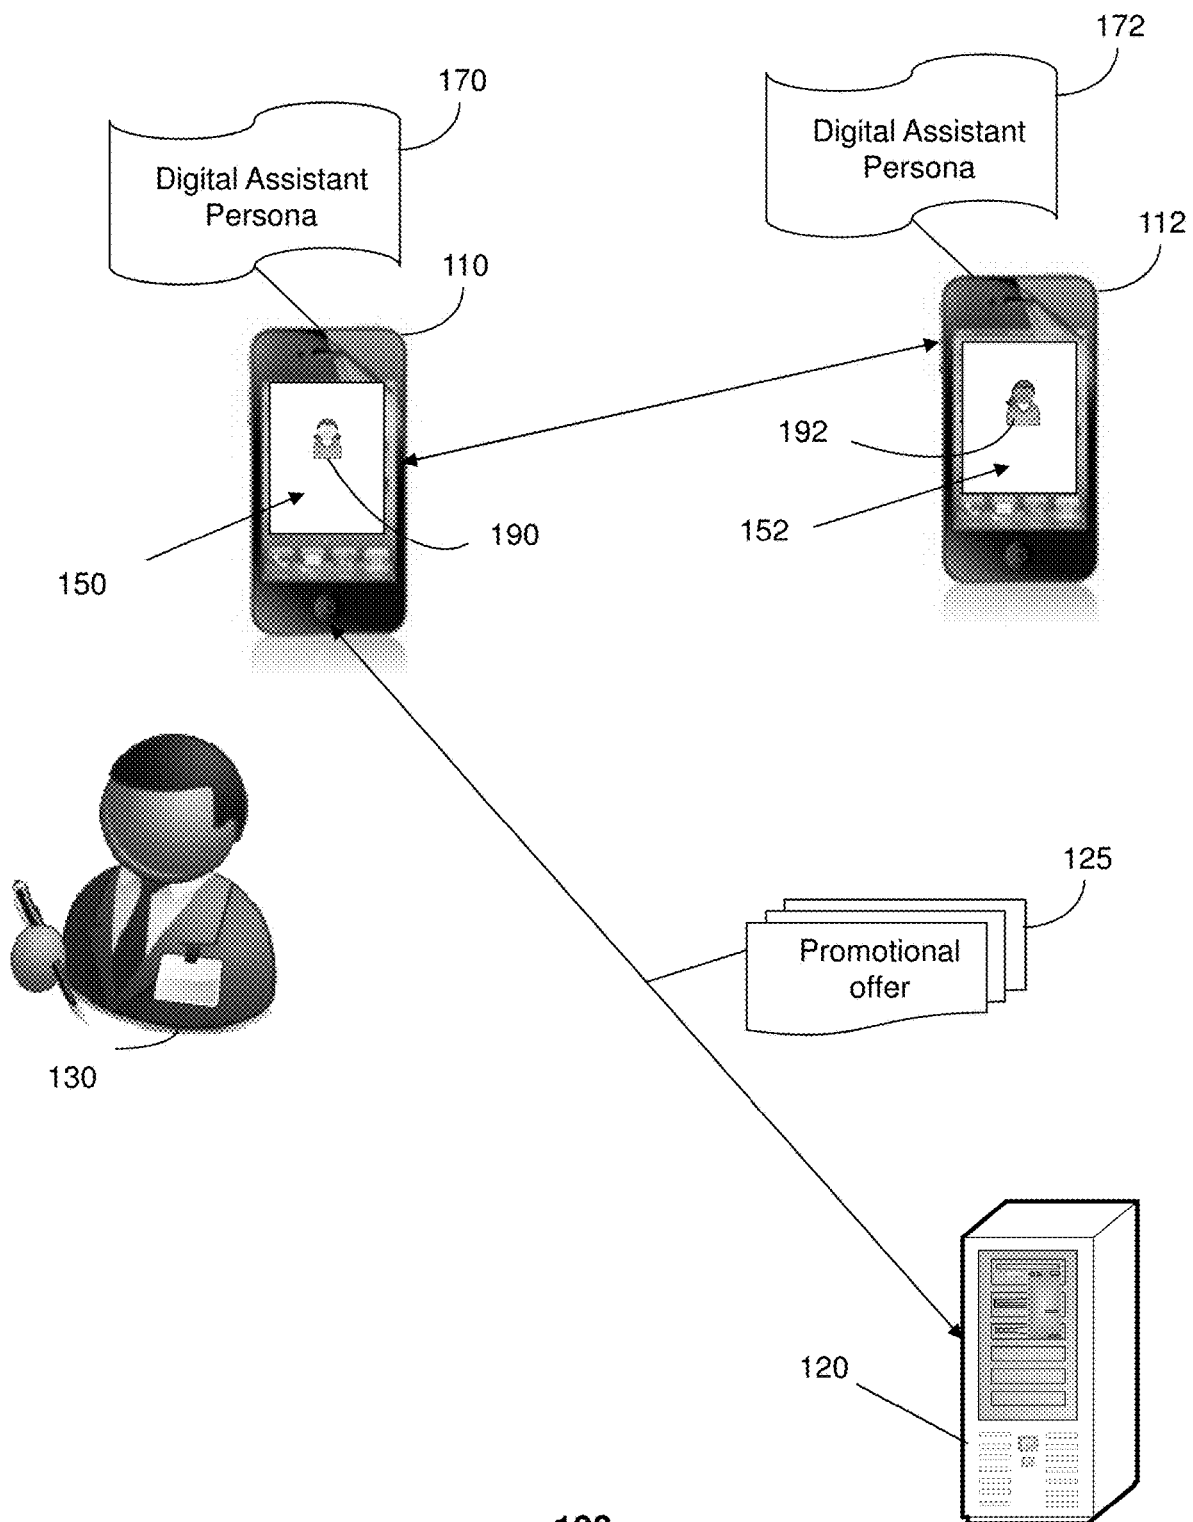 172
170
Digital Assistant
Persona
Digital Assistant
Persona
112
110
192
190
152
150
125
Promotional
offer
130
120